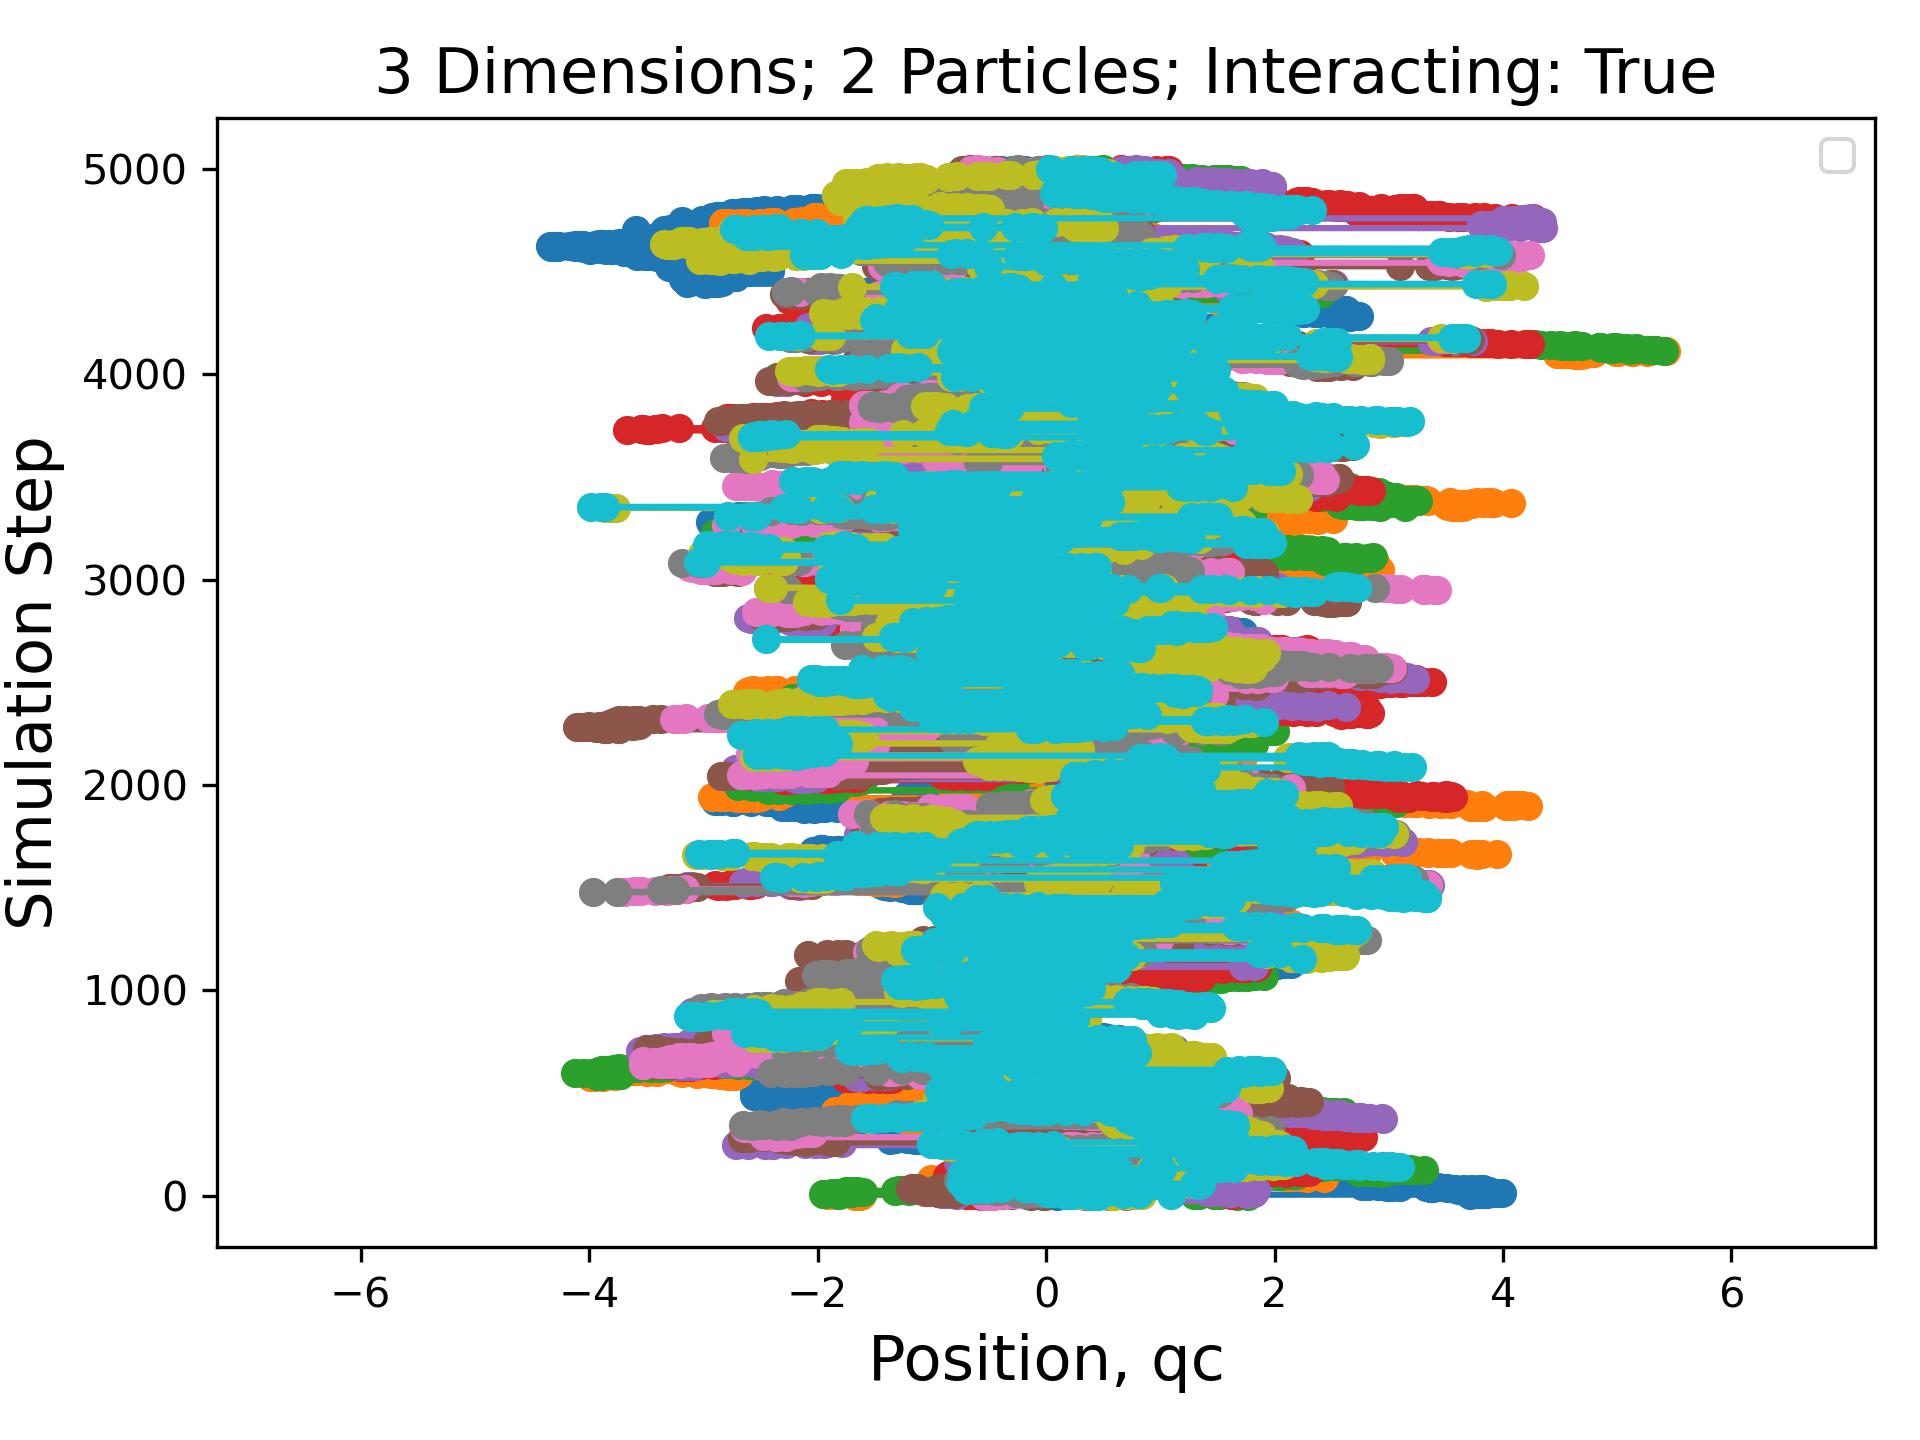 3 Dimensions; 2 Particles; Interacting: True
Simulation Step
5000
4000
3000
2000
1000
0
−6 −4 −2 0 2 4 6
Position, qc